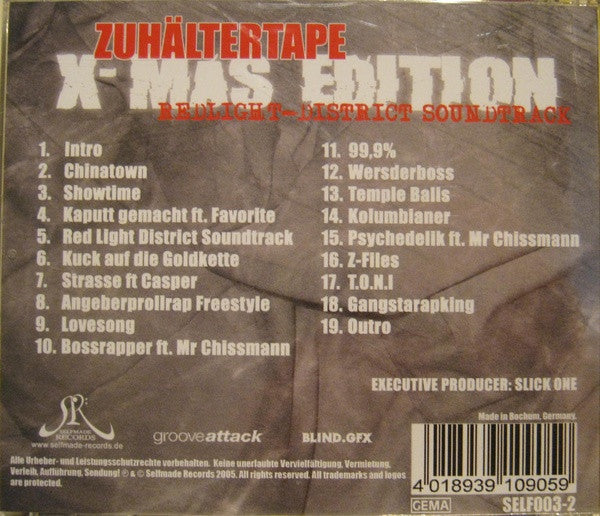 ZUHÄLTERTAPE
X-MAS EDITION
REDLIGHT-DISTRICT SOUNDTRACK
1. Intro
2. Chinatown
3. Showtime
4. Kaputt gemacht ft. Favorite
5. Red Light District Soundtrack
6. Kuck auf die Goldkette
7. Strasse ft Casper
8. Angeberprollrap Freestyle
9. Lovesong
10. Bossrapper ft. Mr Chissmann
11. 99,9%
12. Wersderboss
13. Temple Balls
14. Kolumbianer
15. Psychedelik ft Mr Chissmann
16. Z-Files
17. T.O.N.I
18. Gangstarapking
19. Outro
EXECUTIVE PRODUCER: SLICK ONE
Made in Bochum, Germany.
SR
SELFMADE
RECORDS
www.selfmade-records.de
grooveattack
BLIND.GFX
Alle Urheber- und Leistungsschutzrechte vorbehalten. Keine unerlaubte Vervielfältigung, Vermietung,
Verleih, Aufführung, Sendung! ℗ & © Selfmade Records 2005. All rights reserved. All trademarks and logos
are protected.
4 018939 109059
GEMA
SELF003-2